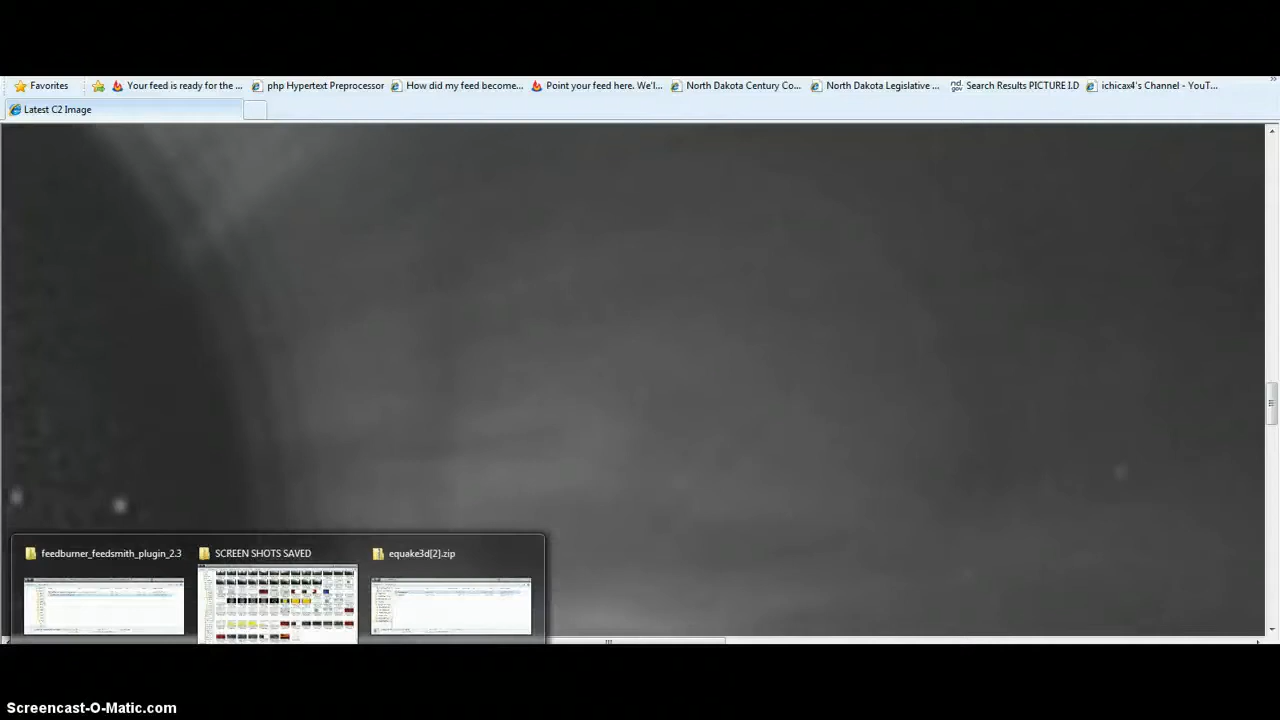 Favorites Your feed is ready for the ... php Hypertext Preprocessor How did my feed become... Point your feed here. We'l... North Dakota Century Co... North Dakota Legislative ... Search Results PICTURE I.D ichicax4's Channel - YouT...
Latest C2 Image
feedburner_feedsmith_plugin_2.3 SCREEN SHOTS SAVED equake3d[2].zip
Screencast-O-Matic.com